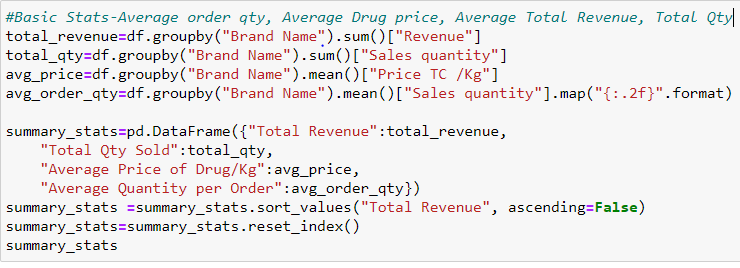 #Basic Stats-Average order qty, Average Drug price, Average Total Revenue, Total Qty
total_revenue=df.groupby("Brand Name").sum()["Revenue"]
total_qty=df.groupby("Brand Name").sum()["Sales quantity"]
avg_price=df.groupby("Brand Name").mean()["Price TC /Kg"]
avg_order_qty=df.groupby("Brand Name").mean()["Sales quantity"].map("{:.2f}".format)

summary_stats=pd.DataFrame({"Total Revenue":total_revenue,
    "Total Qty Sold":total_qty,
    "Average Price of Drug/Kg":avg_price,
    "Average Quantity per Order":avg_order_qty})
summary_stats =summary_stats.sort_values("Total Revenue", ascending=False)
summary_stats=summary_stats.reset_index()
summary_stats